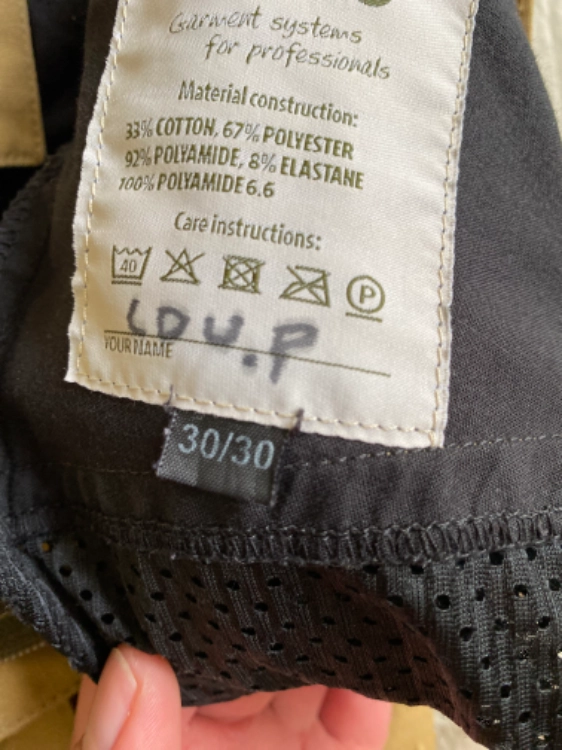 Garment systems
for professionals
Material construction:
33% COTTON, 67% POLYESTER
92% POLYAMIDE, 8% ELASTANE
100% POLYAMIDE 6.6
Care instructions:
40 P
LDU.P
YOUR NAME
30/30